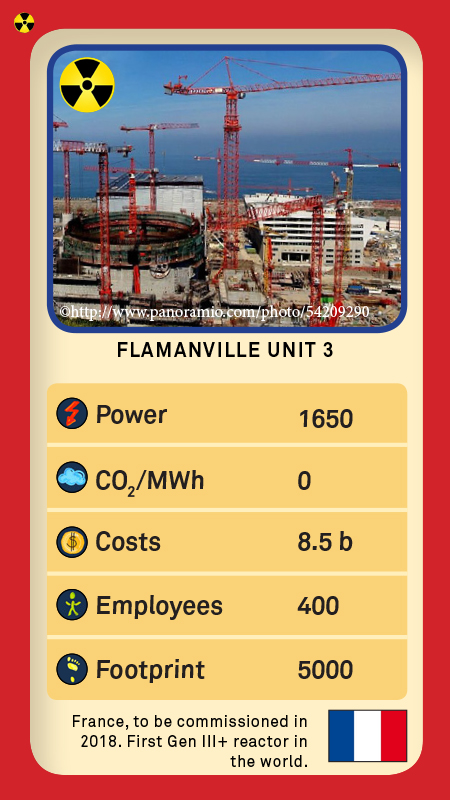 ©http://www.panoramio.com/photo/54209290
FLAMANVILLE UNIT 3
Power 1650
CO₂/MWh 0
Costs 8.5 b
Employees 400
Footprint 5000
France, to be commissioned in
2018. First Gen III+ reactor in
the world.